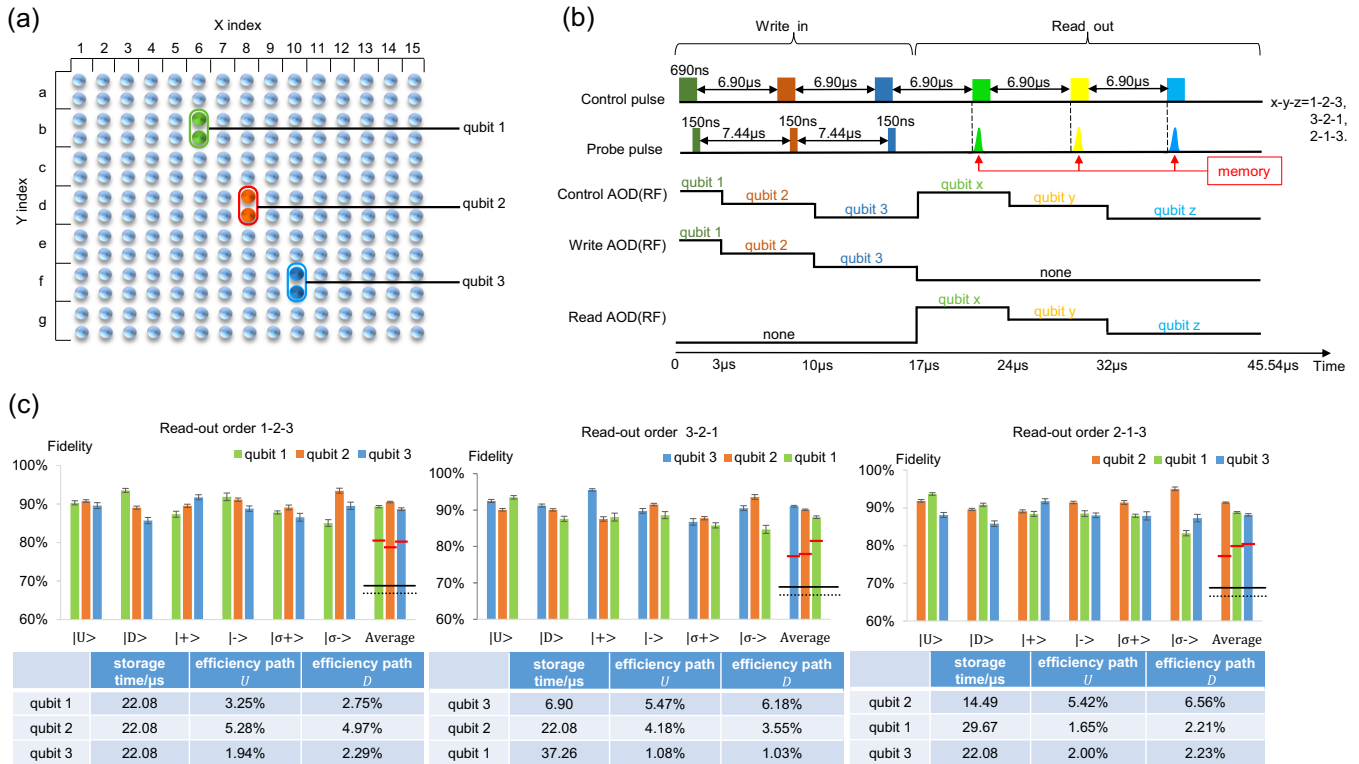 (a)
X index
1 2 3 4 5 6 7 8 9 10 11 12 13 14 15
Y index
a
b
c
d
e
f
g
qubit 1
qubit 2
qubit 3
(b)
Write in
Read out
690ns
6.90µs 6.90µs 6.90µs 6.90µs 6.90µs
Control pulse
x-y-z=1-2-3,
3-2-1,
2-1-3.
150ns 150ns 150ns
7.44µs 7.44µs
Probe pulse
memory
Control AOD(RF)
qubit 1 qubit 2 qubit 3 qubit x qubit y qubit z
Write AOD(RF)
qubit 1 qubit 2 qubit 3 none
Read AOD(RF)
none qubit x qubit y qubit z
0 3µs 10µs 17µs 24µs 32µs 45.54µs Time
(c)
Read-out order 1-2-3
Fidelity
qubit 1 qubit 2 qubit 3
100%
90%
80%
70%
60%
|U> |D> |+> |-> |σ+> |σ-> Average
storage time/µs efficiency path U efficiency path D
qubit 1 22.08 3.25% 2.75%
qubit 2 22.08 5.28% 4.97%
qubit 3 22.08 1.94% 2.29%
Read-out order 3-2-1
Fidelity
qubit 3 qubit 2 qubit 1
100%
90%
80%
70%
60%
|U> |D> |+> |-> |σ+> |σ-> Average
storage time/µs efficiency path U efficiency path D
qubit 3 6.90 5.47% 6.18%
qubit 2 22.08 4.18% 3.55%
qubit 1 37.26 1.08% 1.03%
Read-out order 2-1-3
Fidelity
qubit 2 qubit 1 qubit 3
100%
90%
80%
70%
60%
|U> |D> |+> |-> |σ+> |σ-> Average
storage time/µs efficiency path U efficiency path D
qubit 2 14.49 5.42% 6.56%
qubit 1 29.67 1.65% 2.21%
qubit 3 22.08 2.00% 2.23%